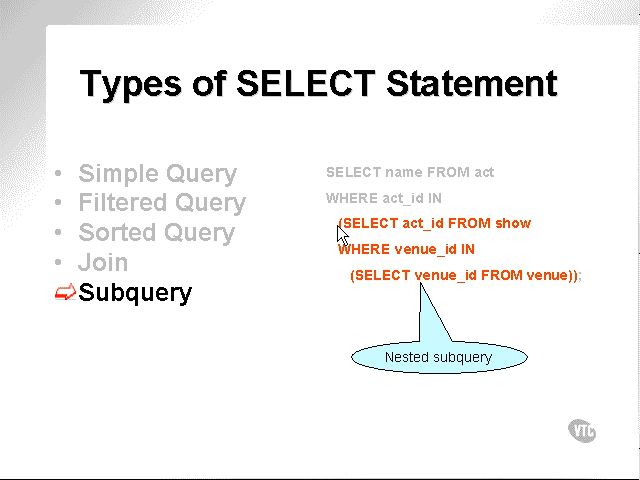 Types of SELECT Statement
• Simple Query
• Filtered Query
• Sorted Query
• Join
Subquery
SELECT name FROM act
WHERE act_id IN
(SELECT act_id FROM show
WHERE venue_id IN
(SELECT venue_id FROM venue));
Nested subquery
VTC